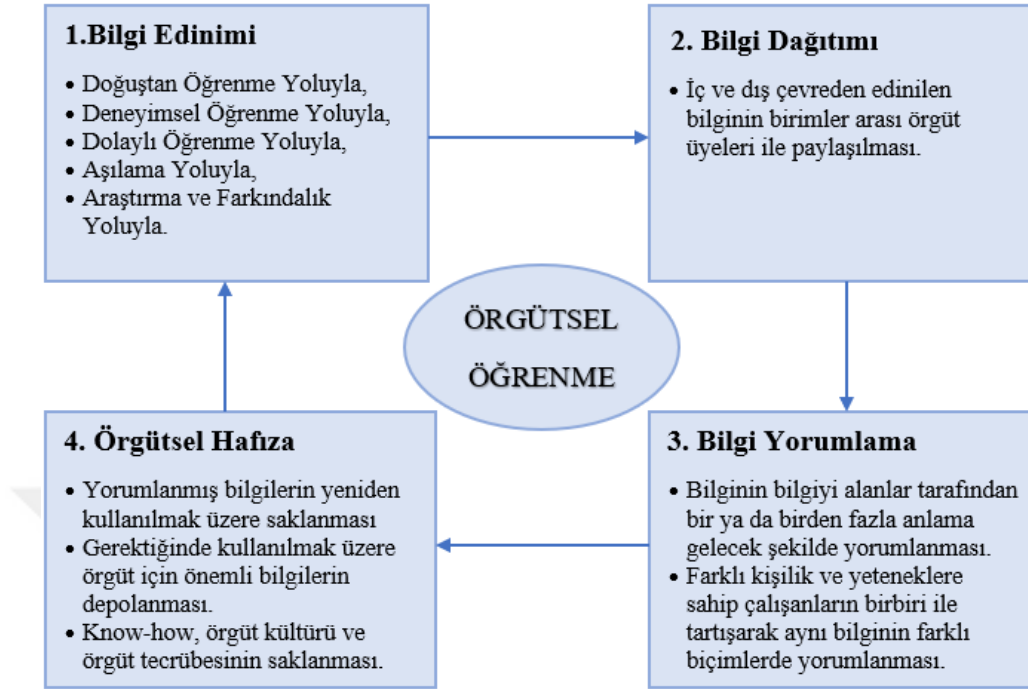 1.Bilgi Edinimi
• Doğuştan Öğrenme Yoluyla,
• Deneyimsel Öğrenme Yoluyla,
• Dolaylı Öğrenme Yoluyla,
• Aşılama Yoluyla,
• Araştırma ve Farkındalık
Yoluyla.
2. Bilgi Dağıtımı
• İç ve dış çevreden edinilen
bilginin birimler arası örgüt
üyeleri ile paylaşılması.
ÖRGÜTSEL
ÖĞRENME
3. Bilgi Yorumlama
• Bilginin bilgiyi alanlar tarafından
bir ya da birden fazla anlama
gelecek şekilde yorumlanması.
• Farklı kişilik ve yeteneklere
sahip çalışanların birbiri ile
tartışarak aynı bilginin farklı
biçimlerde yorumlanması.
4. Örgütsel Hafıza
• Yorumlanmış bilgilerin yeniden
kullanılmak üzere saklanması
• Gerektiğinde kullanılmak üzere
örgüt için önemli bilgilerin
depolanması.
• Know-how, örgüt kültürü ve
örgüt tecrübesinin saklanması.